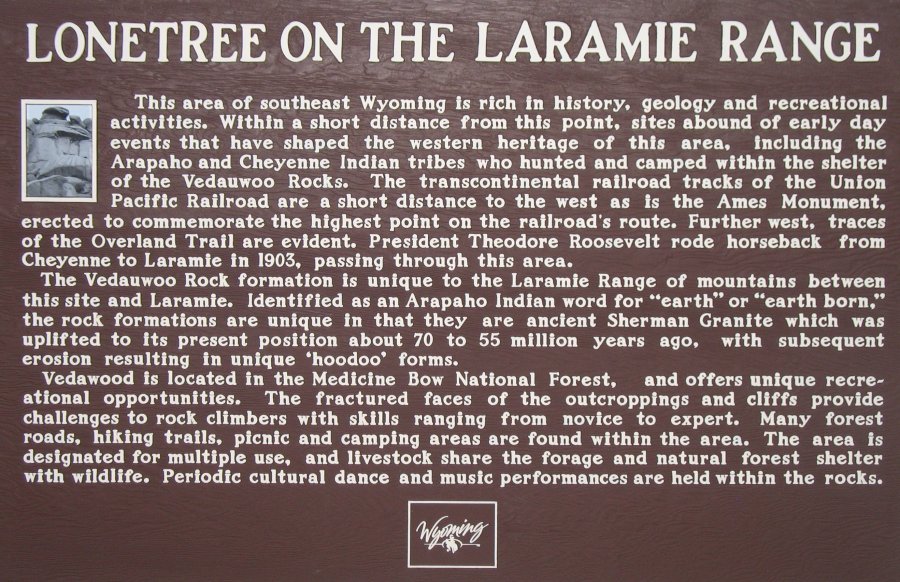 LONETREE ON THE LARAMIE RANGE
This area of southeast Wyoming is rich in history, geology and recreational
activities. Within a short distance from this point, sites abound of early day
events that have shaped the western heritage of this area, including the
Arapaho and Cheyenne Indian tribes who hunted and camped within the shelter
of the Vedauwoo Rocks. The transcontinental railroad tracks of the Union
Pacific Railroad are a short distance to the west as is the Ames Monument,
erected to commemorate the highest point on the railroad's route. Further west, traces
of the Overland Trail are evident. President Theodore Roosevelt rode horseback from
Cheyenne to Laramie in 1903, passing through this area.
The Vedauwoo Rock formation is unique to the Laramie Range of mountains between
this site and Laramie. Identified as an Arapaho Indian word for “earth” or “earth born,”
the rock formations are unique in that they are ancient Sherman Granite which was
uplifted to its present position about 70 to 55 million years ago, with subsequent
erosion resulting in unique ‘hoodoo’ forms.
Vedawood is located in the Medicine Bow National Forest, and offers unique recre-
ational opportunities. The fractured faces of the outcroppings and cliffs provide
challenges to rock climbers with skills ranging from novice to expert. Many forest
roads, hiking trails, picnic and camping areas are found within the area. The area is
designated for multiple use, and livestock share the forage and natural forest shelter
with wildlife. Periodic cultural dance and music performances are held within the rocks.
Wyoming